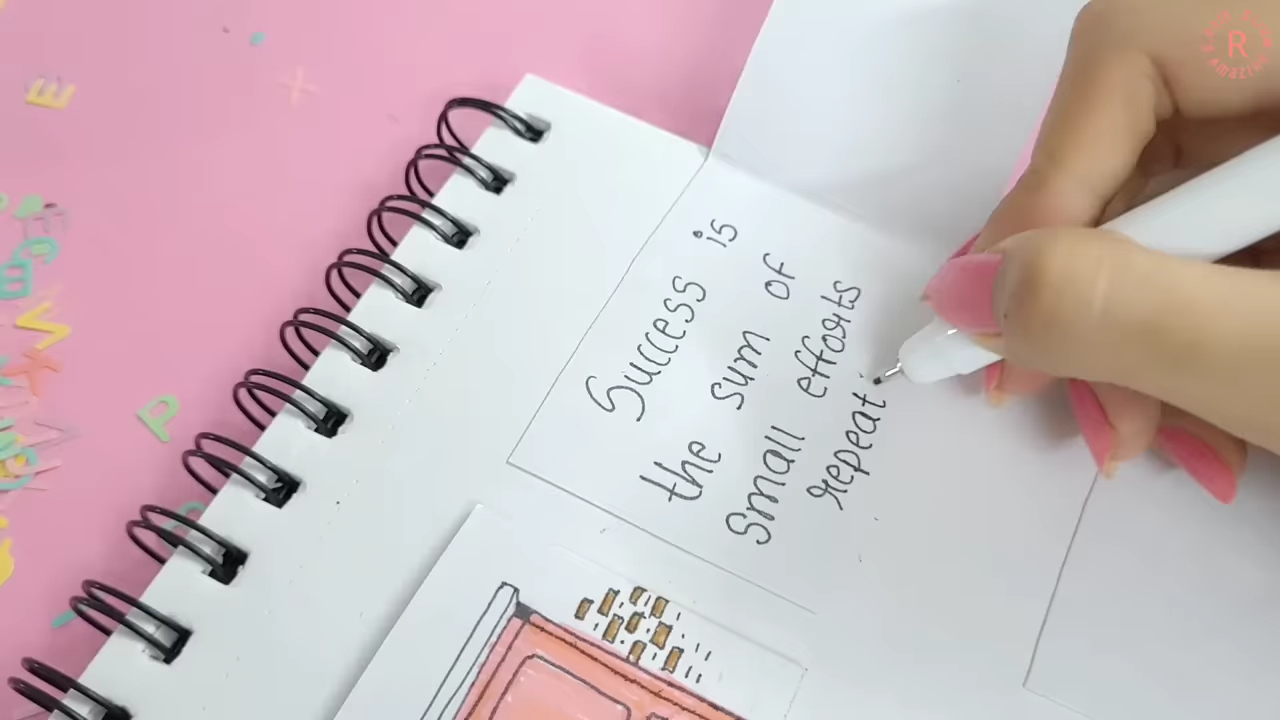 Success is
the sum of
small efforts
repeat
E
P
R